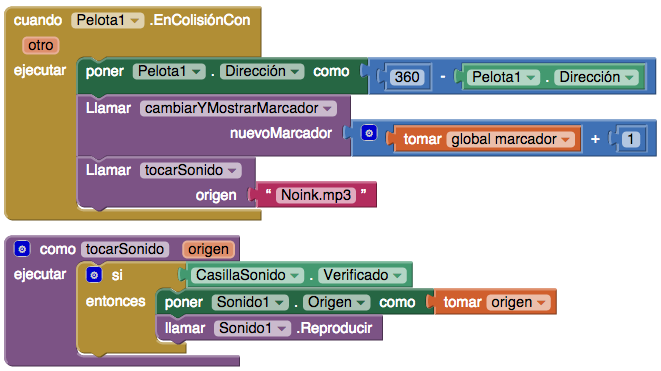 cuando Pelota1 .EnColisiónCon
otro
ejecutar poner Pelota1 . Dirección como 360 - Pelota1 . Dirección
Llamar cambiarYMostrarMarcador
nuevoMarcador tomar global marcador + 1
Llamar tocarSonido
origen “ Noink.mp3 ”
como tocarSonido origen
ejecutar si CasillaSonido . Verificado
entonces poner Sonido1 . Origen como tomar origen
llamar Sonido1 .Reproducir